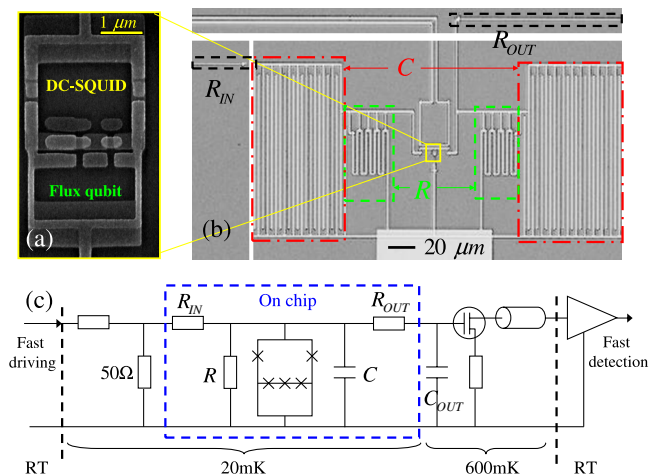 1 μm
DC-SQUID
Flux qubit
(a)
R_OUT
C
R_IN
R
(b)
20 μm
(c)
On chip
R_IN
R_OUT
Fast
driving
50Ω
R
C
C_OUT
Fast
detection
RT
20mK
600mK
RT